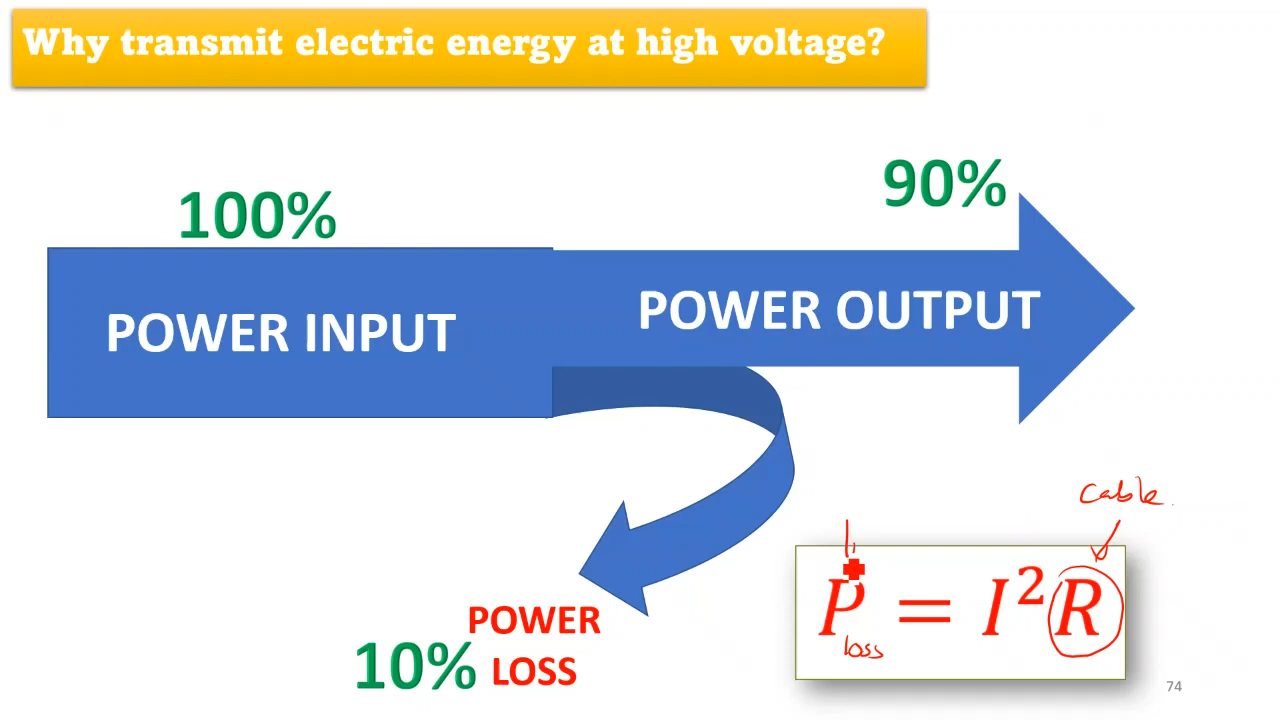 Why transmit electric energy at high voltage?
100%
90%
POWER INPUT
POWER OUTPUT
cable
P loss = I²R
POWER
10% LOSS
74